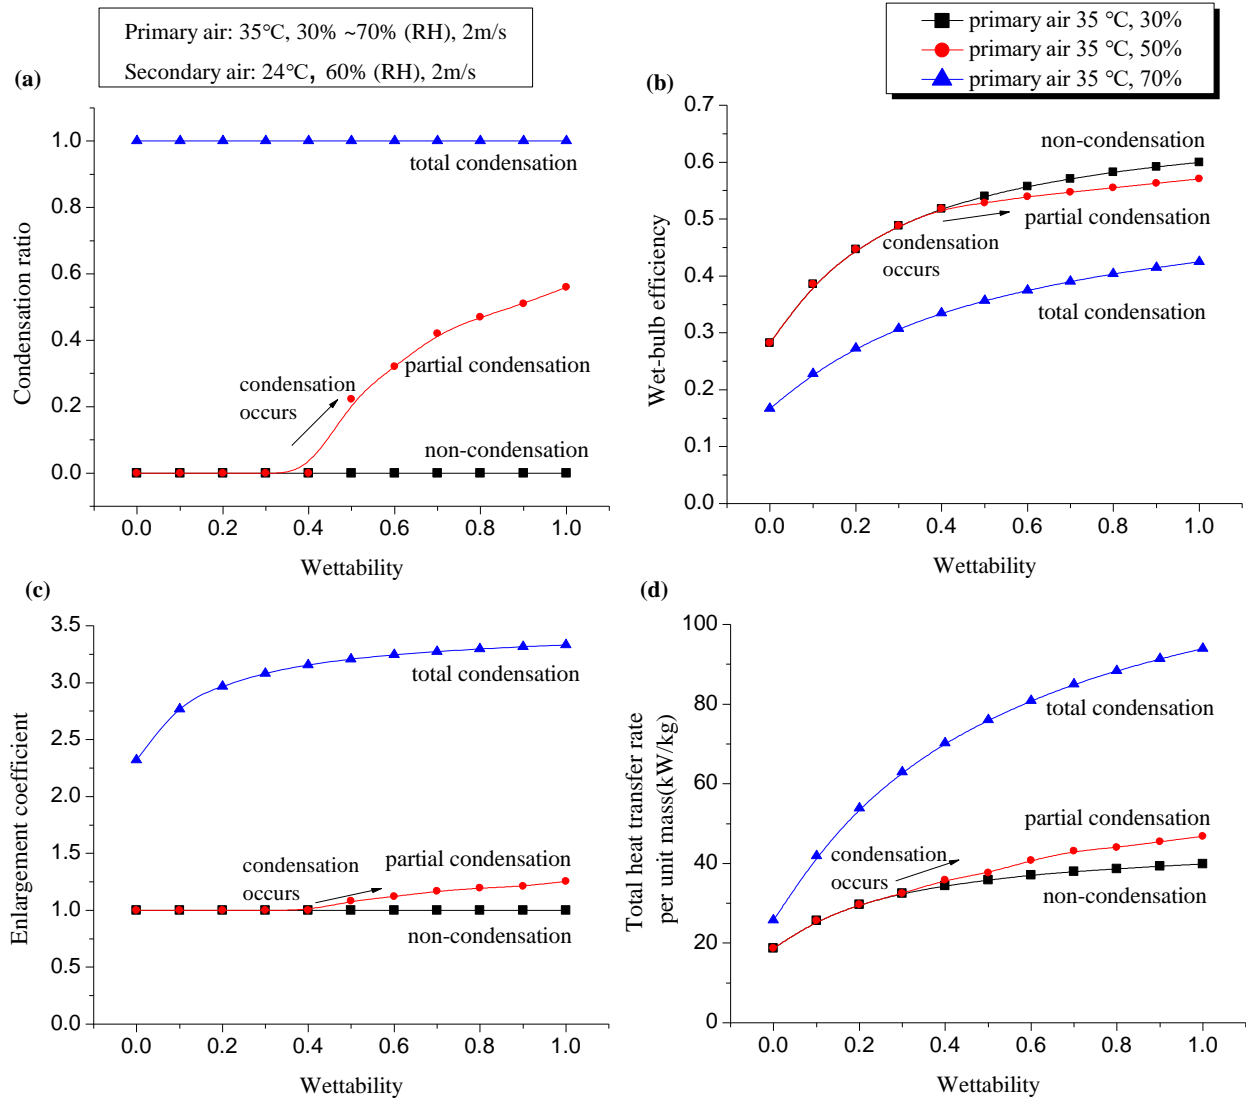 Primary air: 35℃, 30% ~70% (RH), 2m/s
Secondary air: 24℃, 60% (RH), 2m/s
primary air 35 ℃, 30%
primary air 35 ℃, 50%
primary air 35 ℃, 70%
(a)
1.0
0.8
0.6
0.4
0.2
0.0
Condensation ratio
total condensation
partial condensation
condensation
occurs
non-condensation
0.0 0.2 0.4 0.6 0.8 1.0
Wettability
(b)
0.7
0.6
0.5
0.4
0.3
0.2
0.1
0.0
Wet-bulb efficiency
non-condensation
partial condensation
condensation
occurs
total condensation
0.0 0.2 0.4 0.6 0.8 1.0
Wettability
(c)
3.5
3.0
2.5
2.0
1.5
1.0
0.5
0.0
Enlargement coefficient
total condensation
condensation
occurs
partial condensation
non-condensation
0.0 0.2 0.4 0.6 0.8 1.0
Wettability
(d)
100
80
60
40
20
0
Total heat transfer rate
per unit mass(kW/kg)
total condensation
partial condensation
condensation
occurs
non-condensation
0.0 0.2 0.4 0.6 0.8 1.0
Wettability